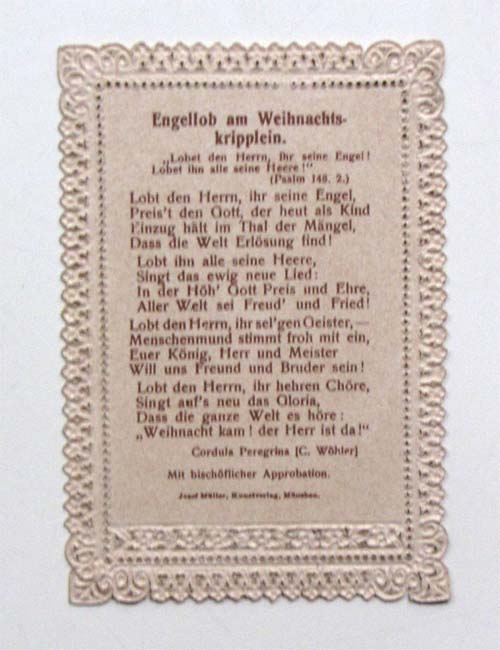 Engellob am Weihnachts-
kripplein.
„Lobet den Herrn, ihr seine Engel!
Lobet ihn alle seine Heere!“
(Psalm 148. 2.)
Lobt den Herrn, ihr seine Engel,
Preis't den Gott, der heut als Kind
Einzug hält im Thal der Mängel,
Dass die Welt Erlösung find!
Lobt ihn alle seine Heere,
Singt das ewig neue Lied:
In der Höh' Gott Preis und Ehre,
Aller Welt sei Freud' und Fried!
Lobt den Herrn, ihr sel'gen Geister,—
Menschenmund stimmt froh mit ein,
Euer König, Herr und Meister
Will uns Freund und Bruder sein!
Lobt den Herrn, ihr hehren Chöre,
Singt auf's neu das Gloria,
Dass die ganze Welt es höre:
„Weihnacht kam! der Herr ist da!“
Cordula Peregrina [C. Wöhler]
Mit bischöflicher Approbation.
Josef Müller, Kunstverlag, München.